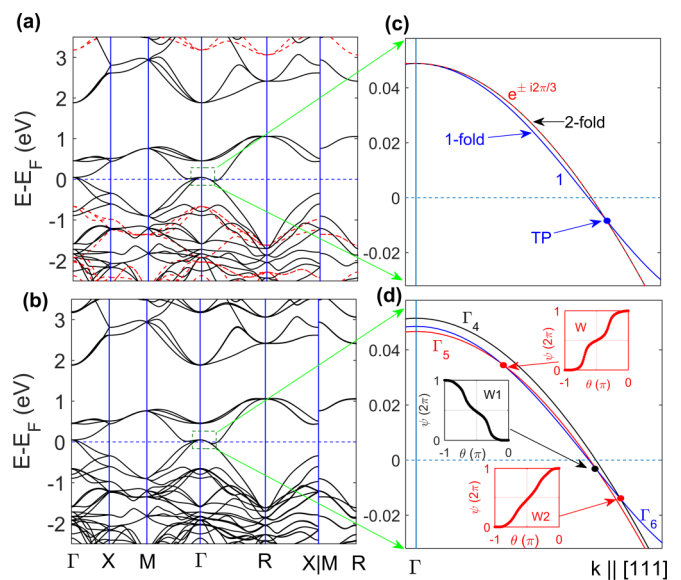 (a)
E-E_F (eV)
3
2
1
0
-1
-2
(c)
0.04
0.02
0
-0.02
e^{± i2π/3}
2-fold
1-fold
1
TP
(b)
E-E_F (eV)
3
2
1
0
-1
-2
Γ X M Γ R X|M R
(d)
0.04
0.02
0
-0.02
Γ_4
Γ_5
Γ_6
ψ (2π)
1
0
W
-1 0
θ (π)
ψ (2π)
1
0
W1
-1 0
θ (π)
ψ (2π)
1
0
W2
-1 0
θ (π)
Γ
k || [111]